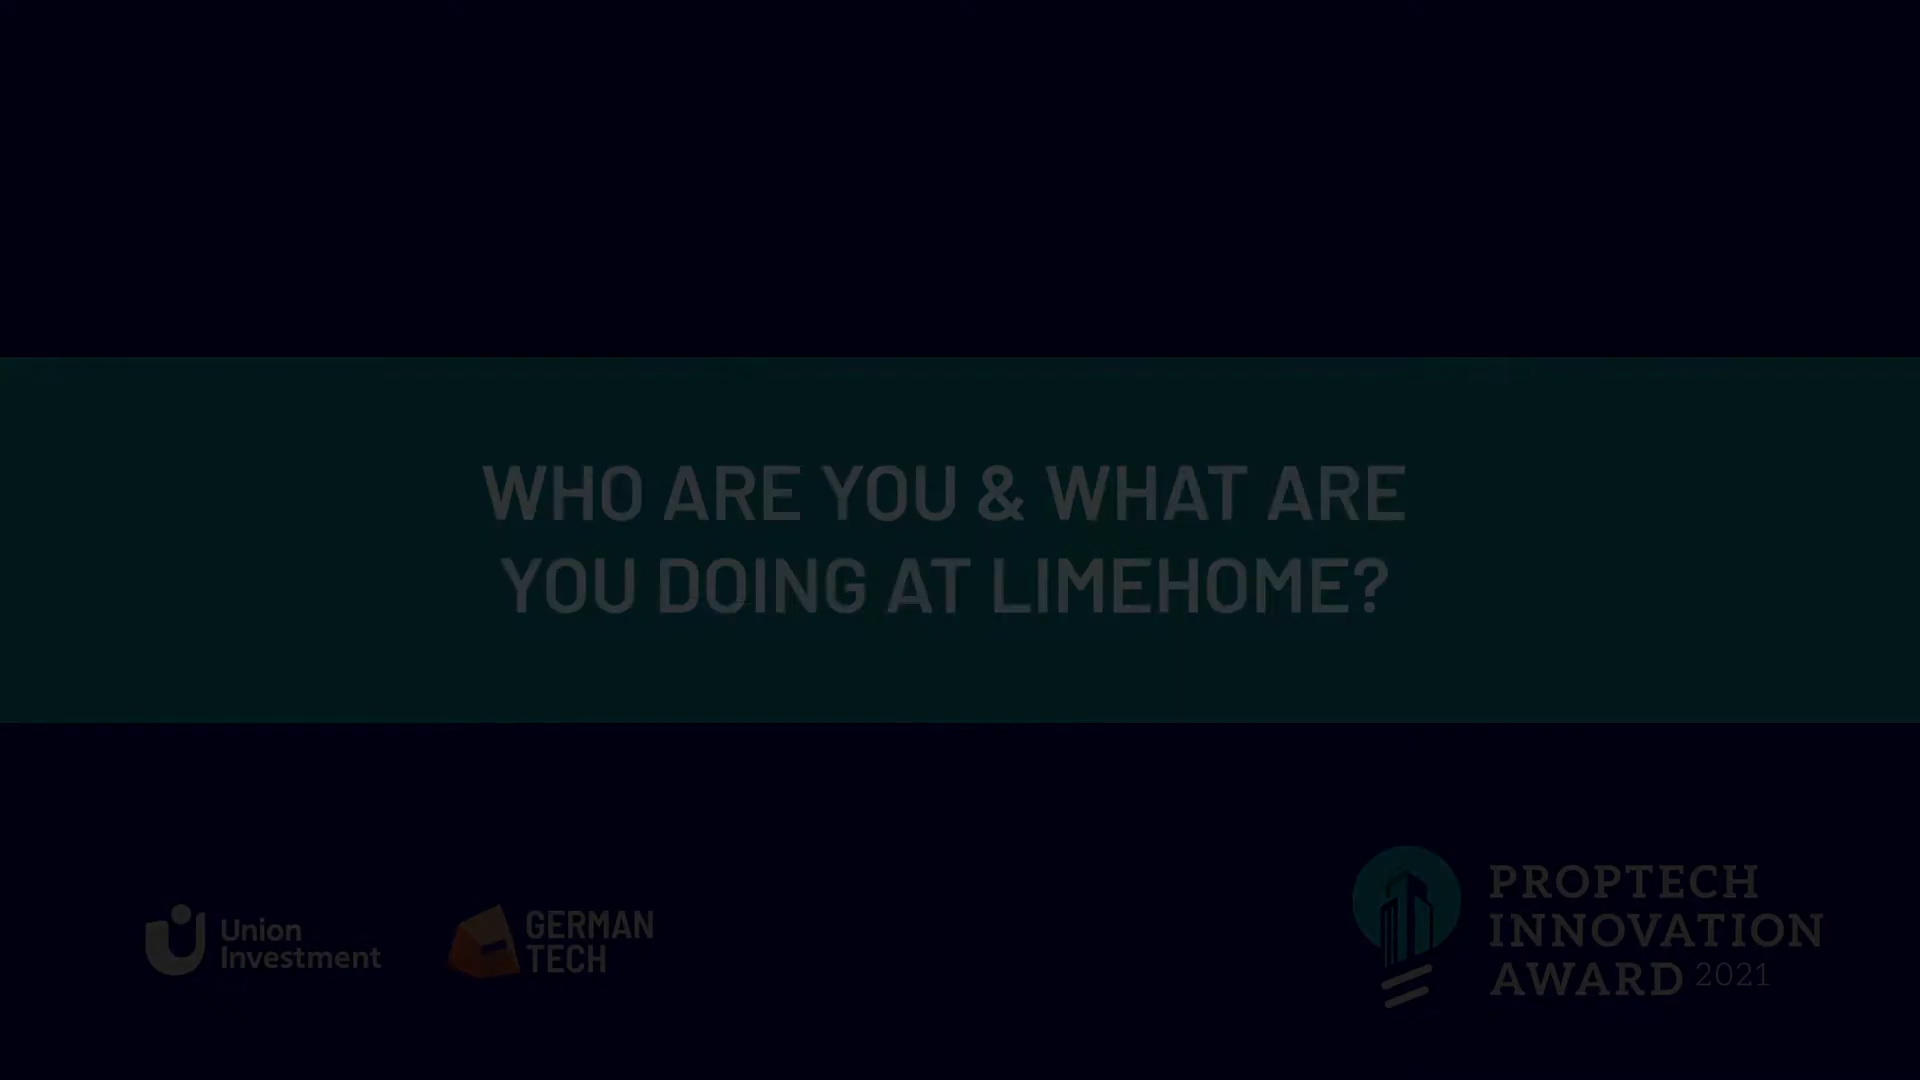 WHO ARE YOU & WHAT ARE
YOU DOING AT LIMEHOME?
Union
Investment
GERMAN
TECH
PROPTECH
INNOVATION
AWARD 2021